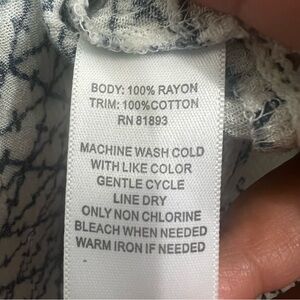 BODY: 100% RAYON
TRIM: 100%COTTON
RN 81893
MACHINE WASH COLD
WITH LIKE COLOR
GENTLE CYCLE
LINE DRY
ONLY NON CHLORINE
BLEACH WHEN NEEDED
WARM IRON IF NEEDED